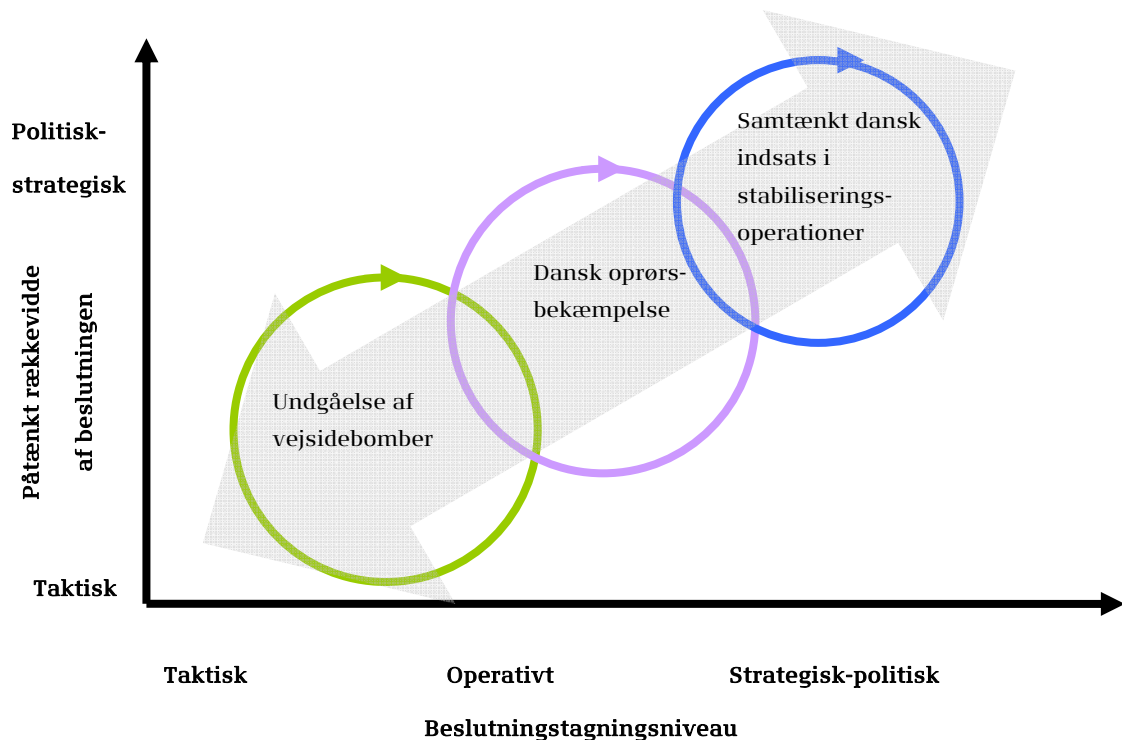 Politisk-
strategisk
Samtænkt dansk
indsats i
stabiliserings-
operationer
Dansk oprørs-
bekæmpelse
Påtænkt rækkevidde
af beslutningen
Undgåelse af
vejsidebomber
Taktisk
Taktisk
Operativt
Strategisk-politisk
Beslutningstagningsniveau